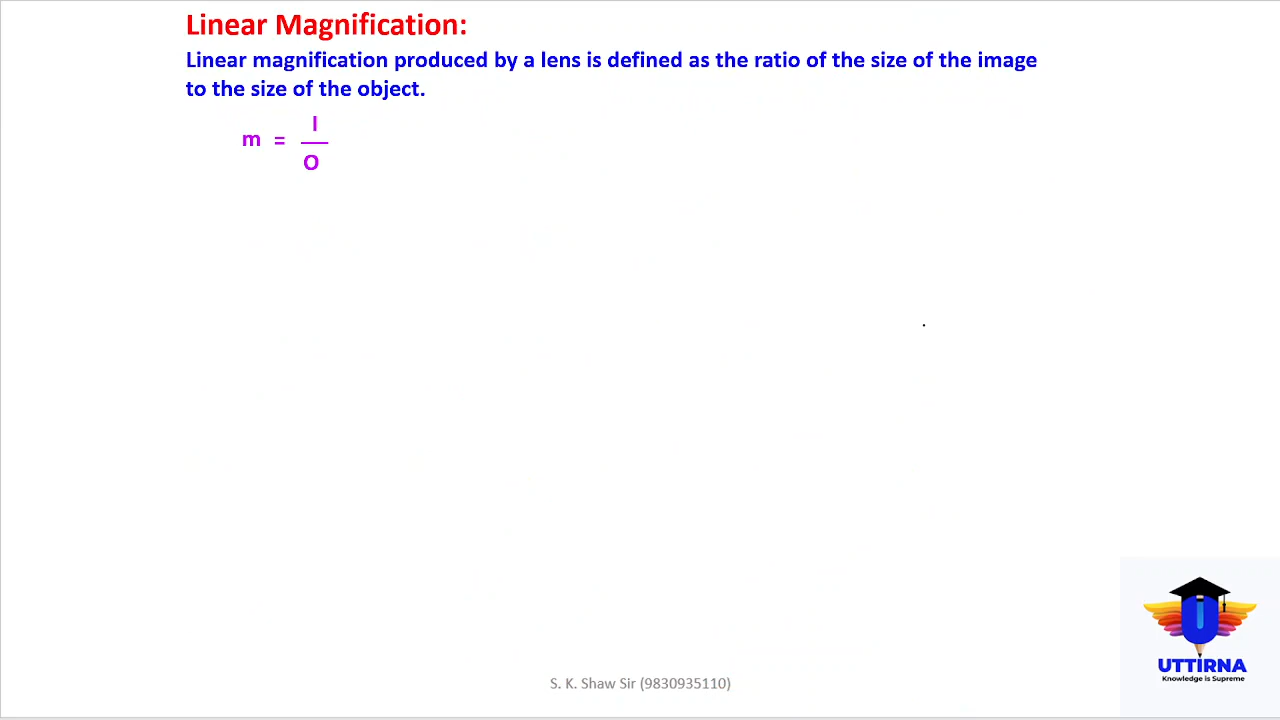 Linear Magnification:
Linear magnification produced by a lens is defined as the ratio of the size of the image
to the size of the object.
I
m =
O
UTTIRNA
Knowledge is Supreme
S. K. Shaw Sir (9830935110)